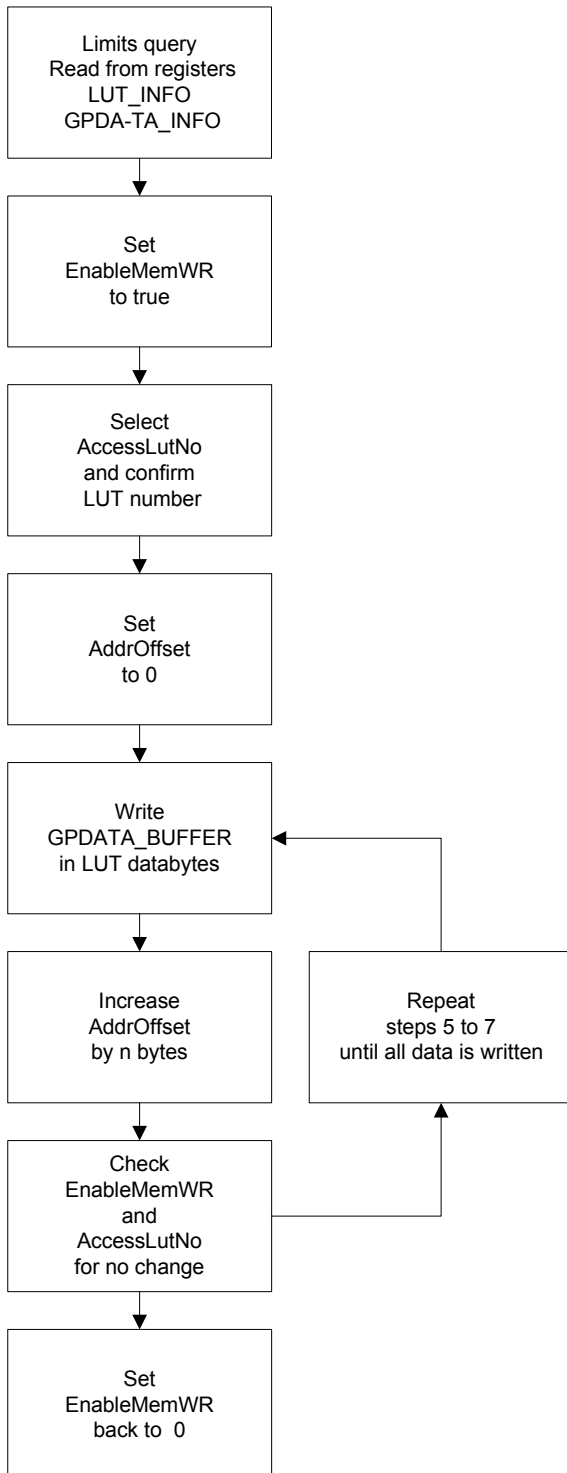 Limits query
Read from registers
LUT_INFO
GPDA-TA_INFO
Set
EnableMemWR
to true
Select
AccessLutNo
and confirm
LUT number
Set
AddrOffset
to 0
Write
GPDATA_BUFFER
in LUT databytes
Increase
AddrOffset
by n bytes
Repeat
steps 5 to 7
until all data is written
Check
EnableMemWR
and
AccessLutNo
for no change
Set
EnableMemWR
back to 0